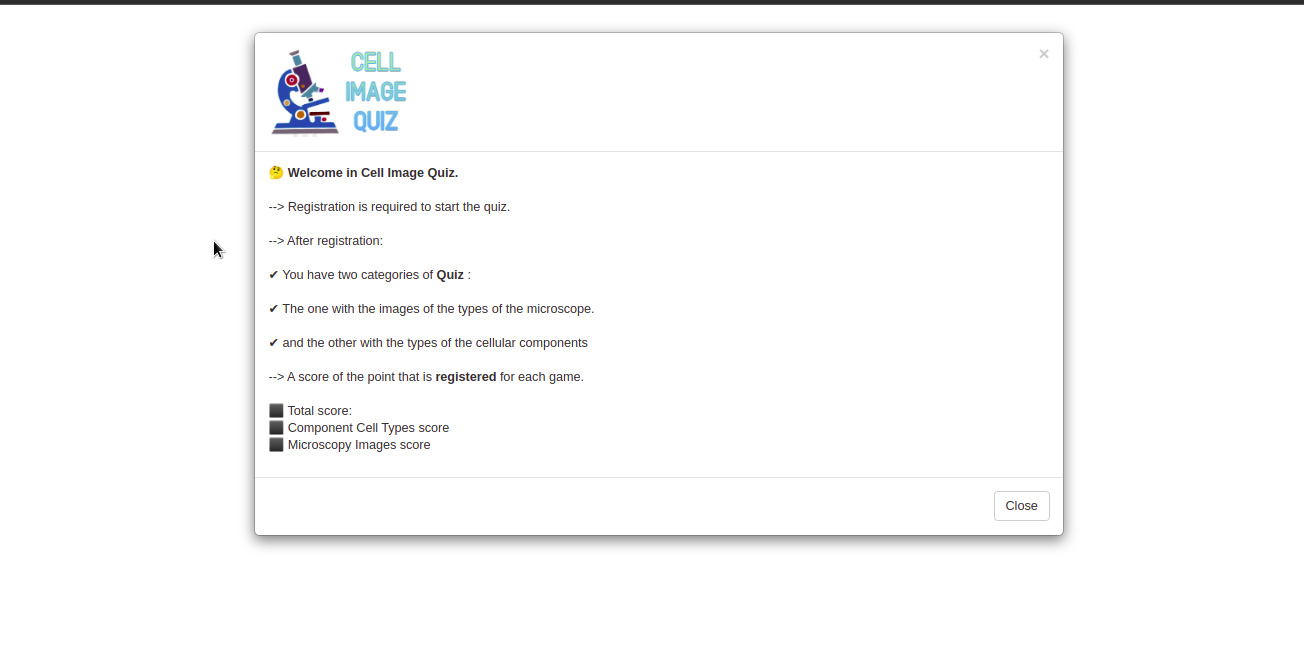 CELL
IMAGE
QUIZ
×
🤔 Welcome in Cell Image Quiz.
--> Registration is required to start the quiz.
--> After registration:
✔ You have two categories of Quiz :
✔ The one with the images of the types of the microscope.
✔ and the other with the types of the cellular components
--> A score of the point that is registered for each game.
⬛ Total score:
⬛ Component Cell Types score
⬛ Microscopy Images score
Close